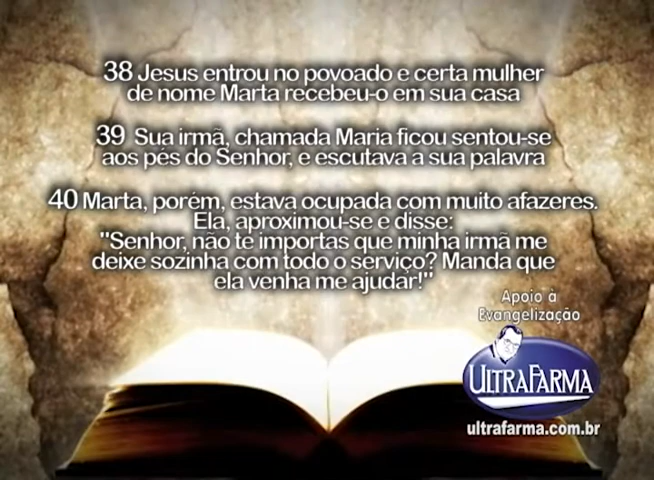 38 Jesus entrou no povoado e certa mulher
de nome Marta recebeu-o em sua casa
39 Sua irmã, chamada Maria ficou sentou-se
aos pés do Senhor, e escutava a sua palavra
40 Marta, porém, estava ocupada com muito afazeres.
Ela, aproximou-se e disse:
"Senhor, não te importas que minha irmã me
deixe sozinha com todo o serviço? Manda que
ela venha me ajudar!"
Apoio à
Evangelização
ULTRAFARMA
ultrafarma.com.br